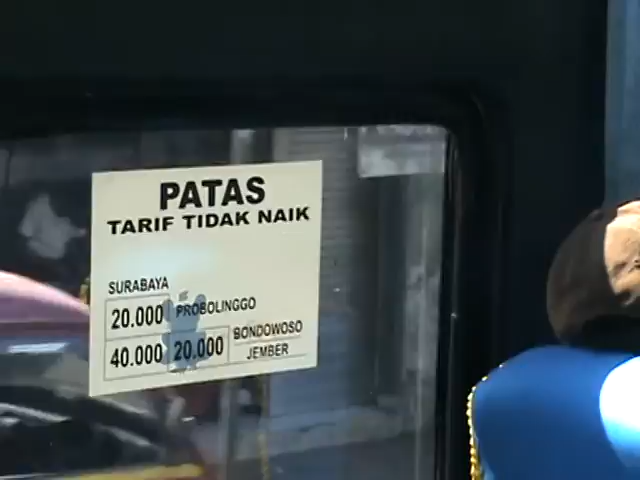 PATAS
TARIF TIDAK NAIK
SURABAYA
20.000 PROBOLINGGO
40.000 20.000 BONDOWOSO
JEMBER